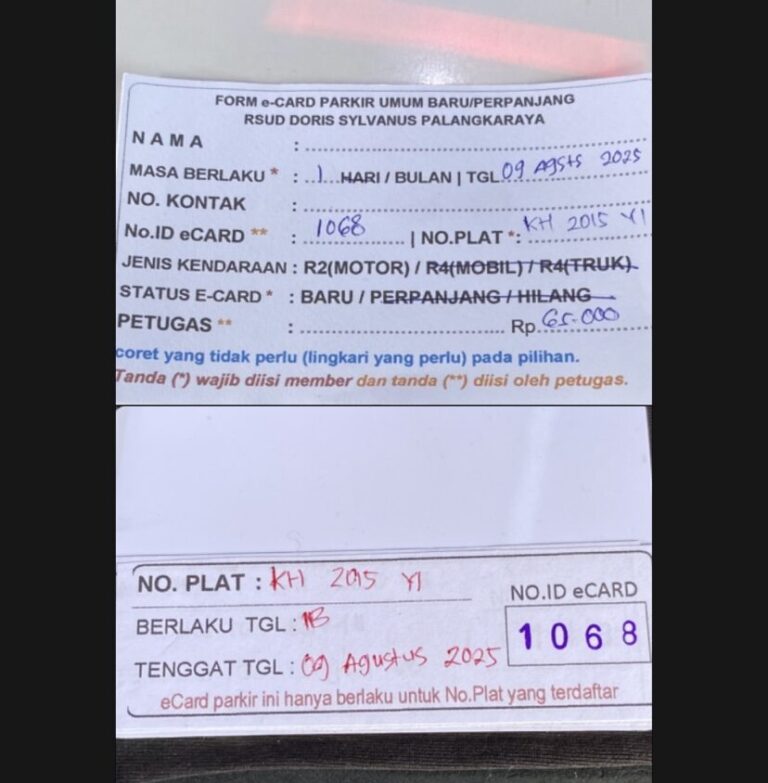 FORM e-CARD PARKIR UMUM BARU/PERPANJANG
RSUD DORIS SYLVANUS PALANGKARAYA
NAMA : ........................................
MASA BERLAKU * : ..1...HARI / BULAN | TGL 09 Agsts 2025
NO. KONTAK : ........................................
No.ID eCARD ** : 1068 | NO.PLAT *: KH 2015 YI
JENIS KENDARAAN : R2(MOTOR) / R4(MOBIL) / R4(TRUK)
STATUS E-CARD * : BARU / PERPANJANG / HILANG
PETUGAS ** : ........................................ Rp. 65.000
coret yang tidak perlu (lingkari yang perlu) pada pilihan.
Tanda (*) wajib diisi member dan tanda (**) diisi oleh petugas.
NO. PLAT : KH 2015 YI
NO.ID eCARD
BERLAKU TGL : 1B
1068
TENGGAT TGL : 09 Agustus 2025
eCard parkir ini hanya berlaku untuk No.Plat yang terdaftar